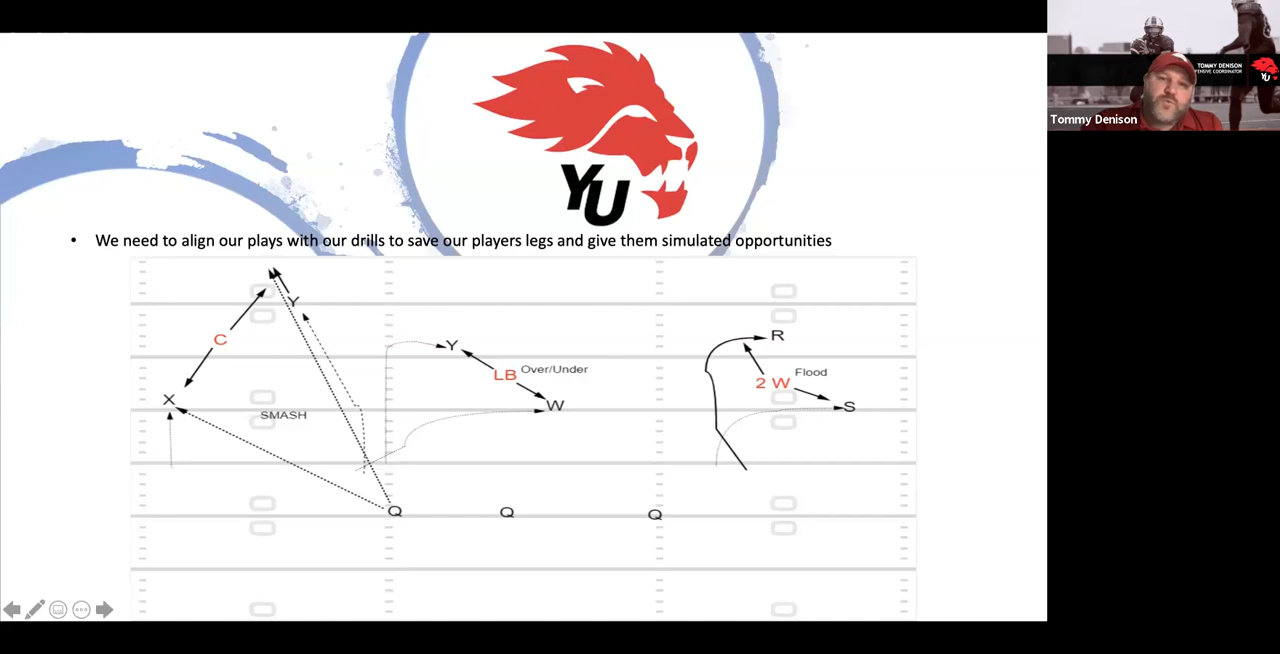 TOMMY DENISON
YU
Tommy Denison
YU
• We need to align our plays with our drills to save our players legs and give them simulated opportunities
Y
C
X
SMASH
Q
Y
LB Over/Under
W
Q
R
Flood
2 W
S
Q